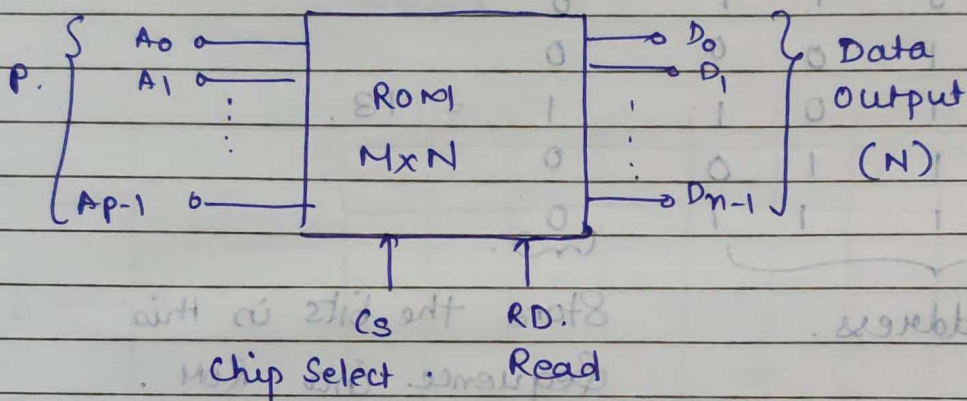 A0 D0 Data
P. A1 D1 Output
ROM
MxN (N)
Ap-1 Dn-1
CS RD.
Chip Select. Read